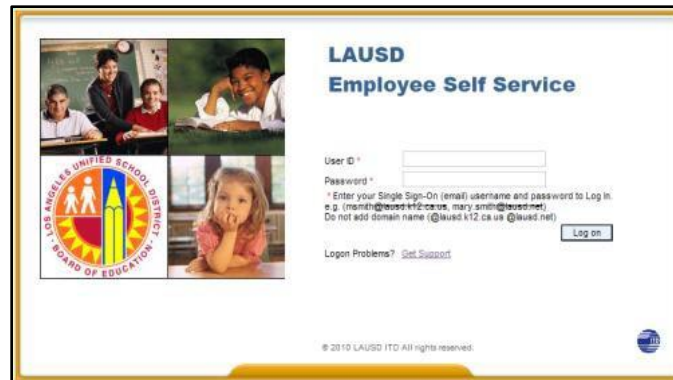 LAUSD
Employee Self Service
User ID *
Password *
* Enter your Single Sign-On (email) username and password to Log In.
e.g. (msmith@lausd.k12.ca.us, mary.smith@lausd.net)
Do not add domain name (@lausd.k12.ca.us @lausd.net)
Log on
Logon Problems? Get Support
LOS ANGELES UNIFIED SCHOOL DISTRICT
BOARD OF EDUCATION
© 2010 LAUSD ITD All rights reserved.
ITD